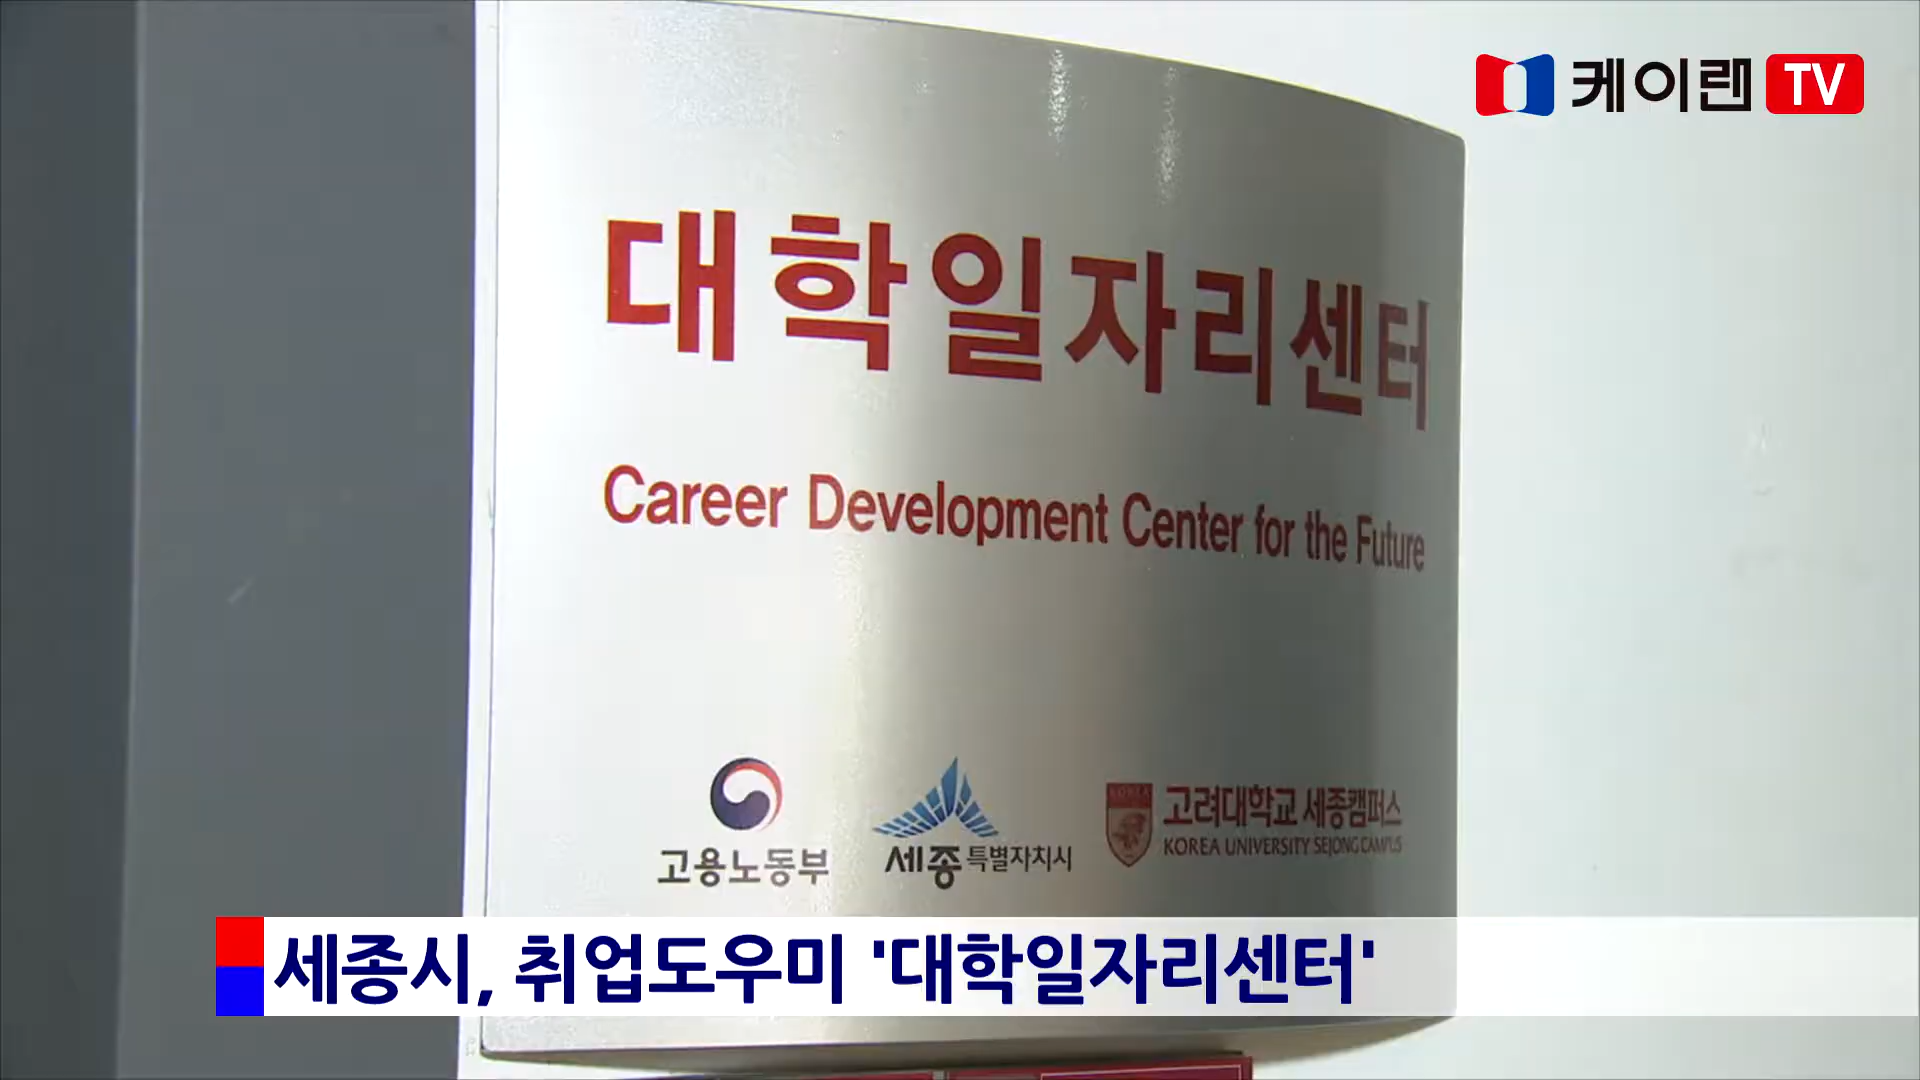 케이랜 TV
대학일자리센터
Career Development Center for the Future
고용노동부
세종특별자치시
KOREA
고려대학교 세종캠퍼스
KOREA UNIVERSITY SEJONG CAMPUS
세종시, 취업도우미 '대학일자리센터'